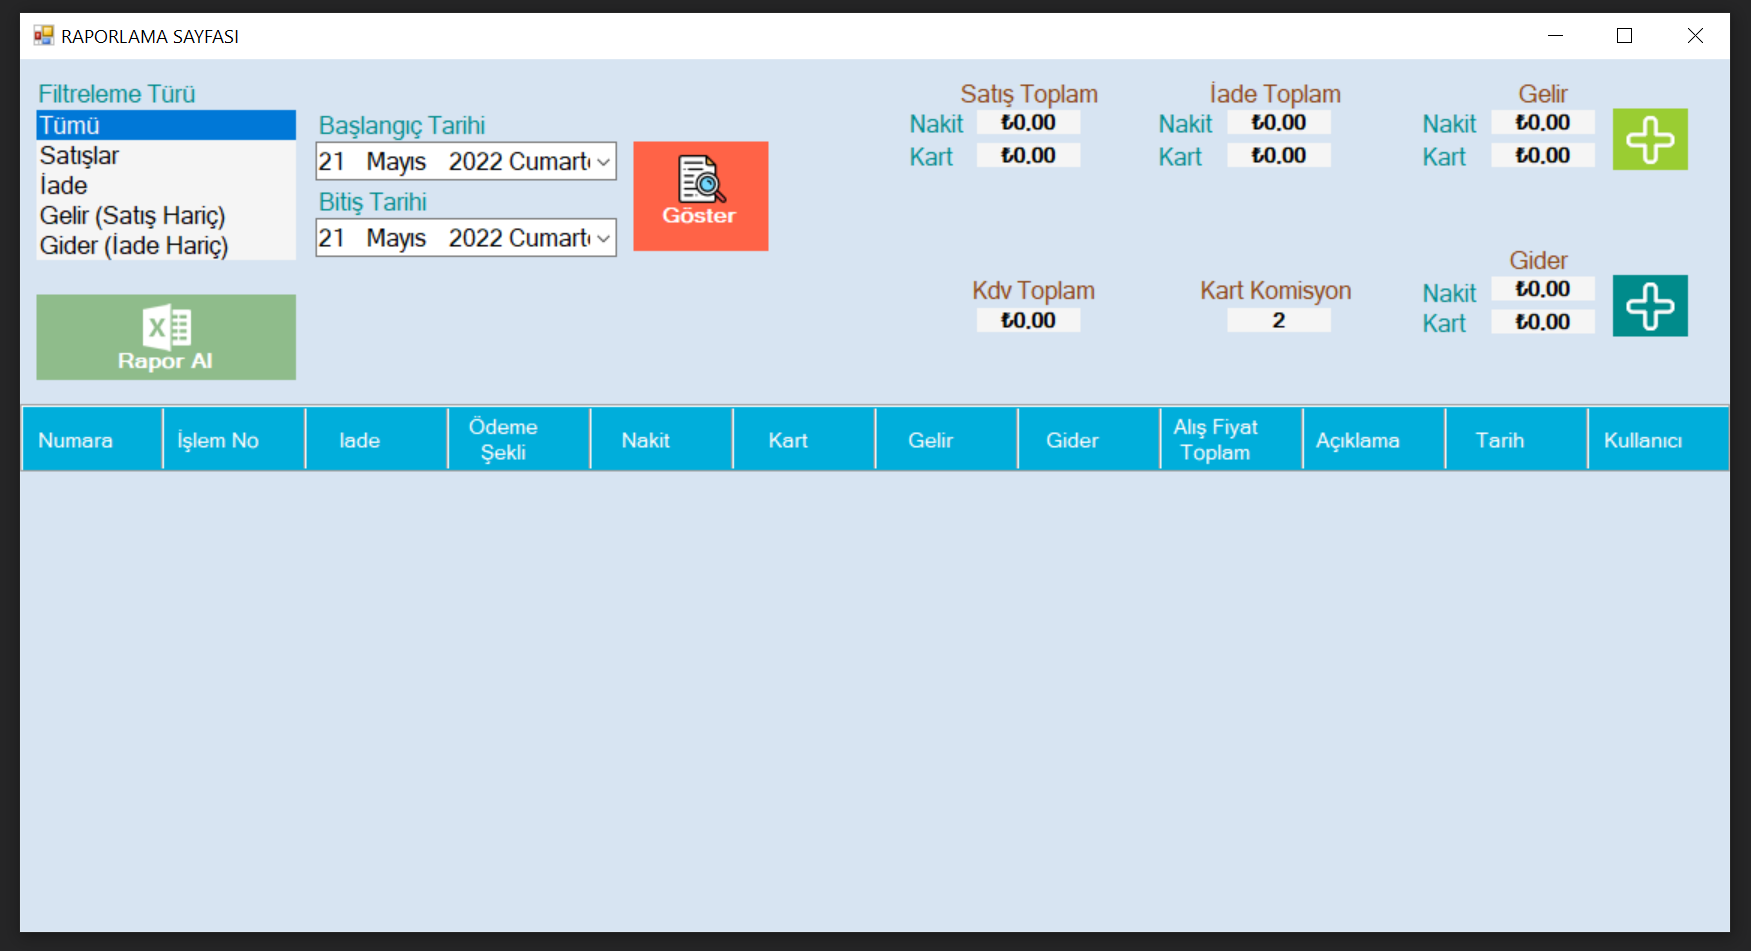 RAPORLAMA SAYFASI
Filtreleme Türü
Tümü
Satışlar
İade
Gelir (Satış Hariç)
Gider (İade Hariç)
Başlangıç Tarihi
21 Mayıs 2022 Cumart
Bitiş Tarihi
21 Mayıs 2022 Cumart
Göster
Rapor Al
Satış Toplam
Nakit ₺0.00
Kart ₺0.00
İade Toplam
Nakit ₺0.00
Kart ₺0.00
Gelir
Nakit ₺0.00
Kart ₺0.00
Kdv Toplam
₺0.00
Kart Komisyon
2
Gider
Nakit ₺0.00
Kart ₺0.00
Numara
İşlem No
Iade
Ödeme
Şekli
Nakit
Kart
Gelir
Gider
Alış Fiyat
Toplam
Açıklama
Tarih
Kullanıcı